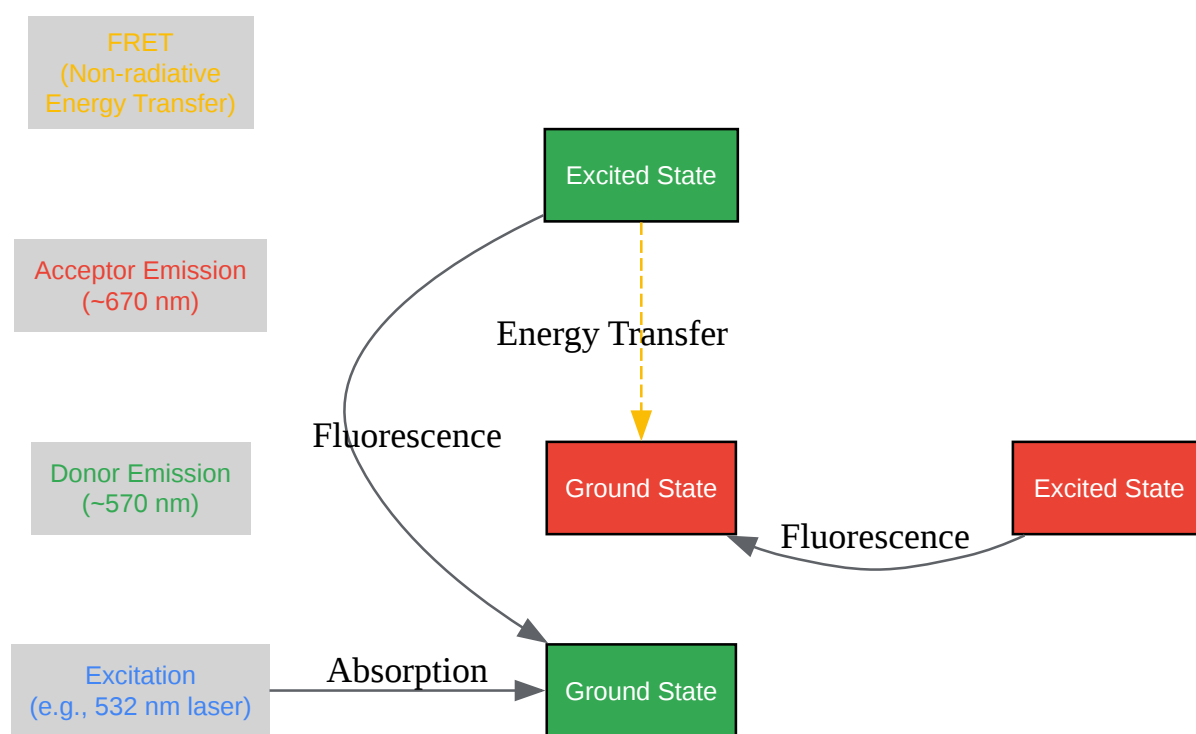 FRET
(Non-radiative
Energy Transfer)
Excited State
Acceptor Emission
(~670 nm)
Energy Transfer
Fluorescence
Donor Emission
(~570 nm)
Ground State
Excited State
Fluorescence
Excitation
(e.g., 532 nm laser)
Absorption
Ground State